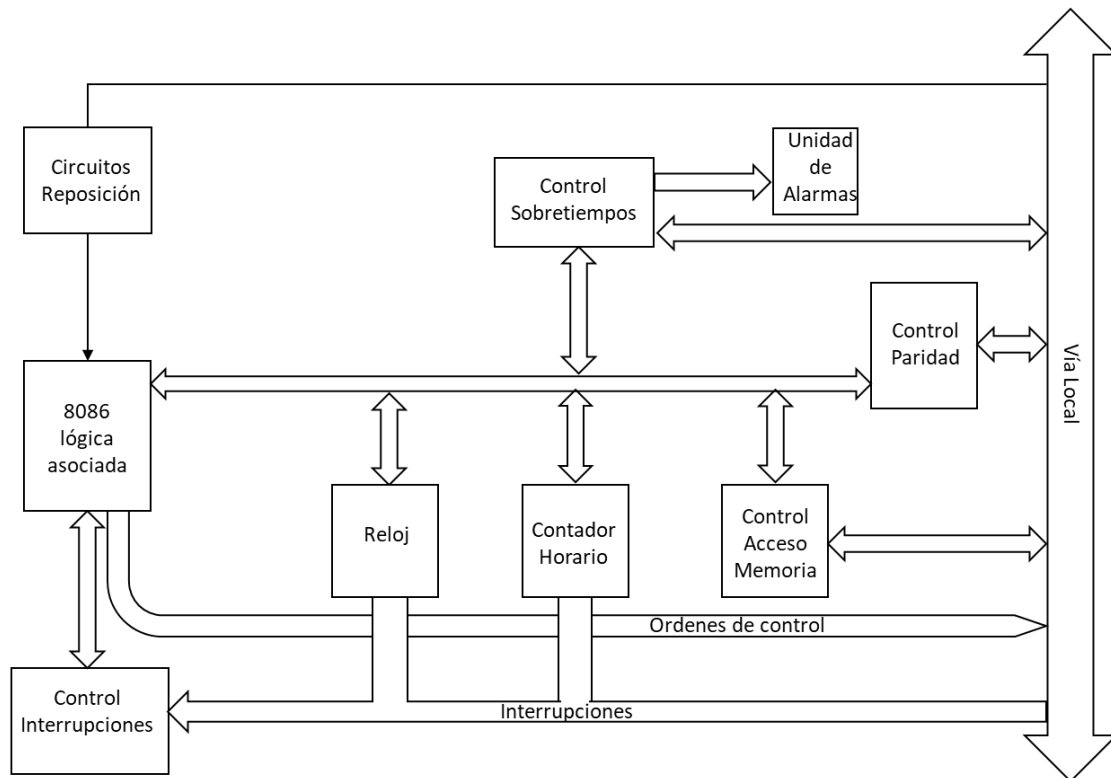 Circuitos
Reposición
Unidad
de
Alarmas
Control
Sobretiempos
Control
Paridad
Vía Local
8086
lógica
asociada
Reloj
Contador
Horario
Control
Acceso
Memoria
Ordenes de control
Control
Interrupciones
Interrupciones